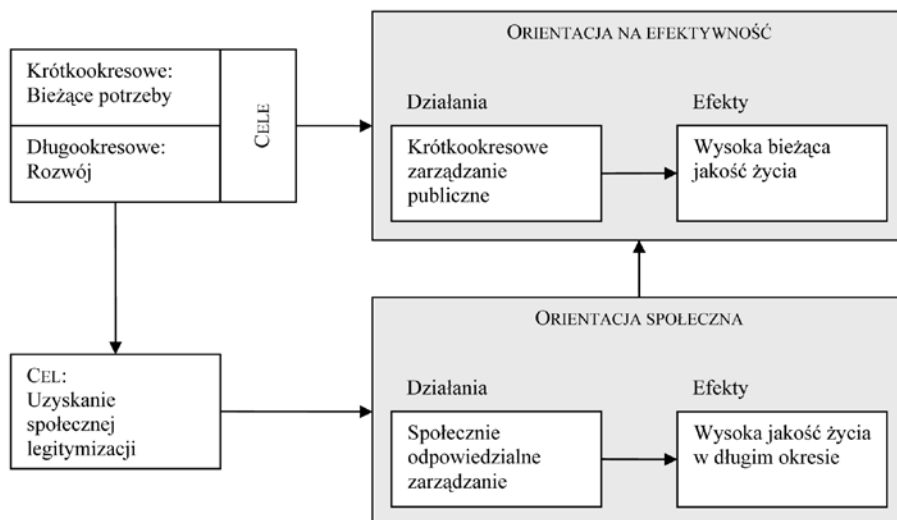 Krótkookresowe:
Bieżące potrzeby
Długookresowe:
Rozwój
CELE
ORIENTACJA NA EFEKTYWNOŚĆ
Działania
Krótkookresowe
zarządzanie
publiczne
Efekty
Wysoka bieżąca
jakość życia
CEL:
Uzyskanie
społecznej
legitymizacji
ORIENTACJA SPOŁECZNA
Działania
Społecznie
odpowiedzialne
zarządzanie
Efekty
Wysoka jakość życia
w długim okresie